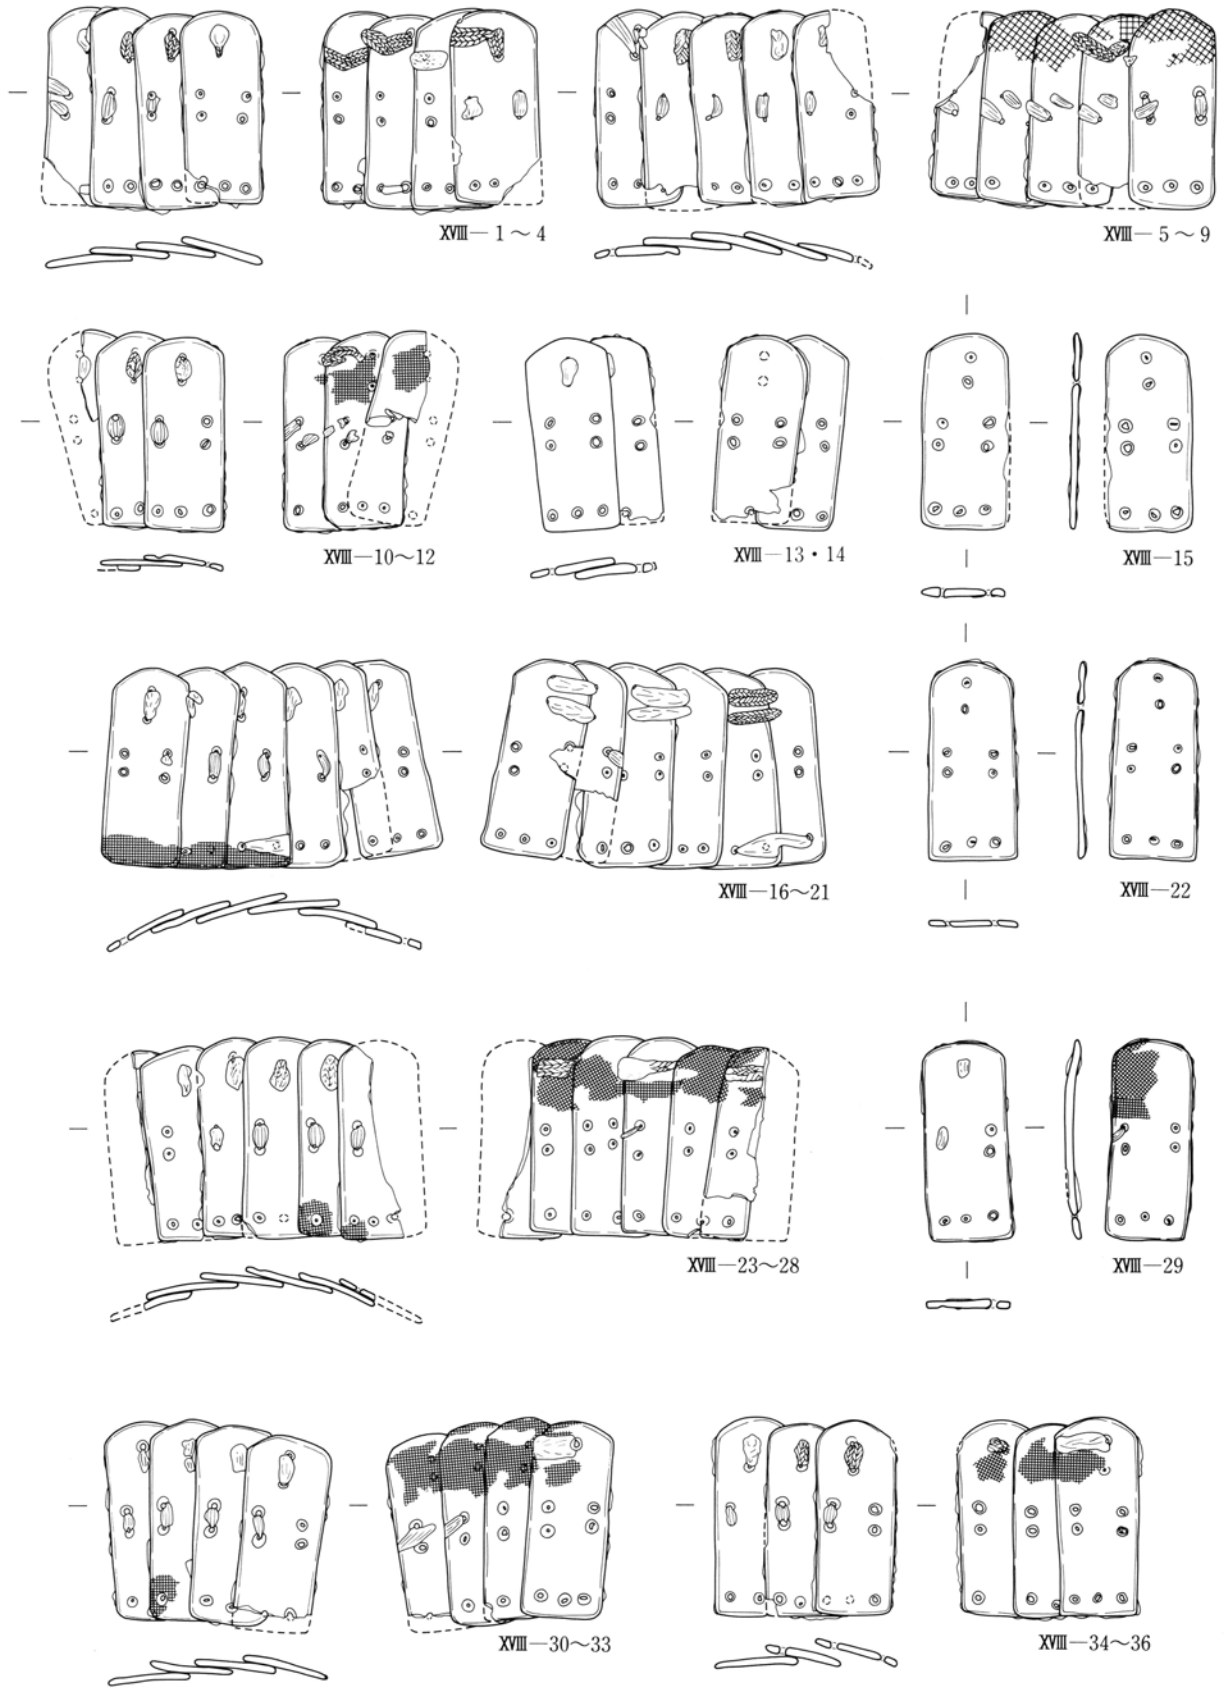 XVIII—1～4
XVIII—5～9
XVIII—10～12
XVIII—13・14
XVIII—15
XVIII—16～21
XVIII—22
XVIII—23～28
XVIII—29
XVIII—30～33
XVIII—34～36